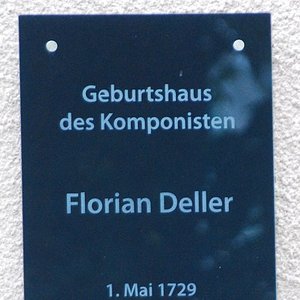 Geburtshaus
des Komponisten
Florian Deller
1. Mai 1729